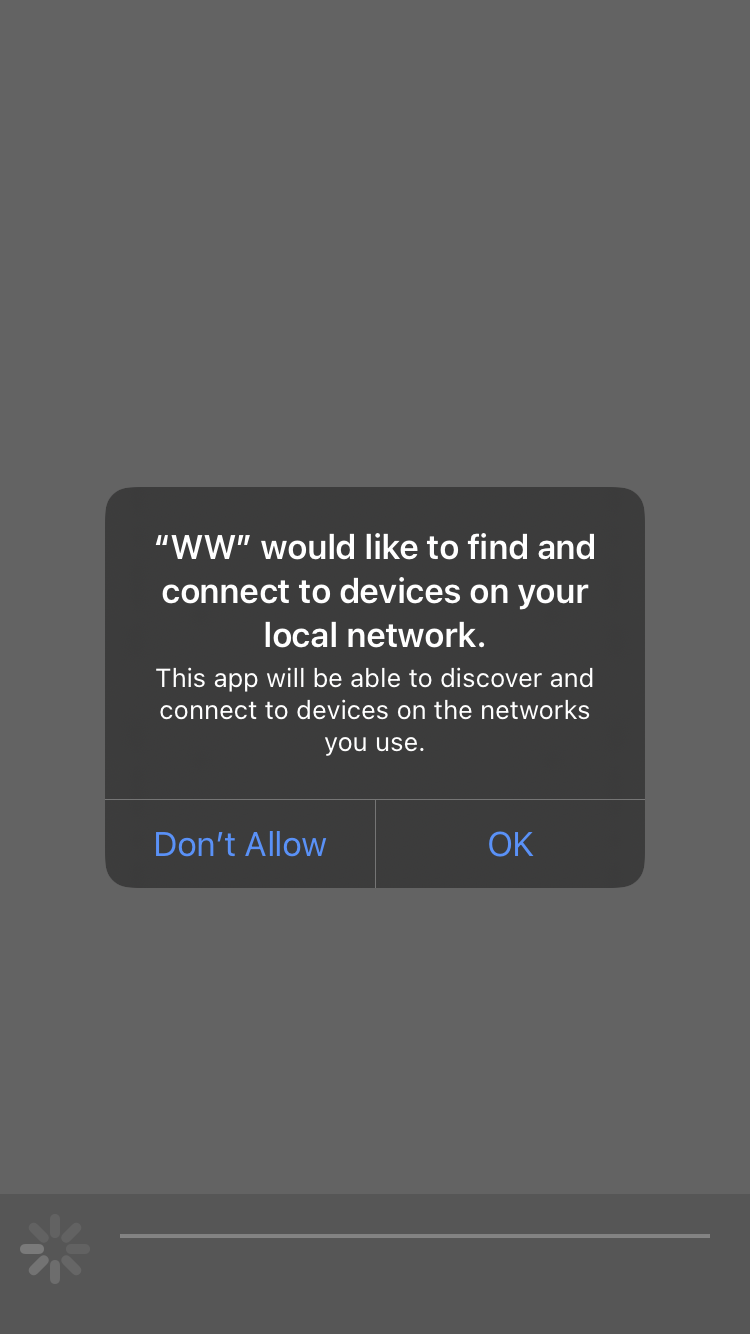 “WW” would like to find and
connect to devices on your
local network.
This app will be able to discover and
connect to devices on the networks
you use.
Don’t Allow
OK